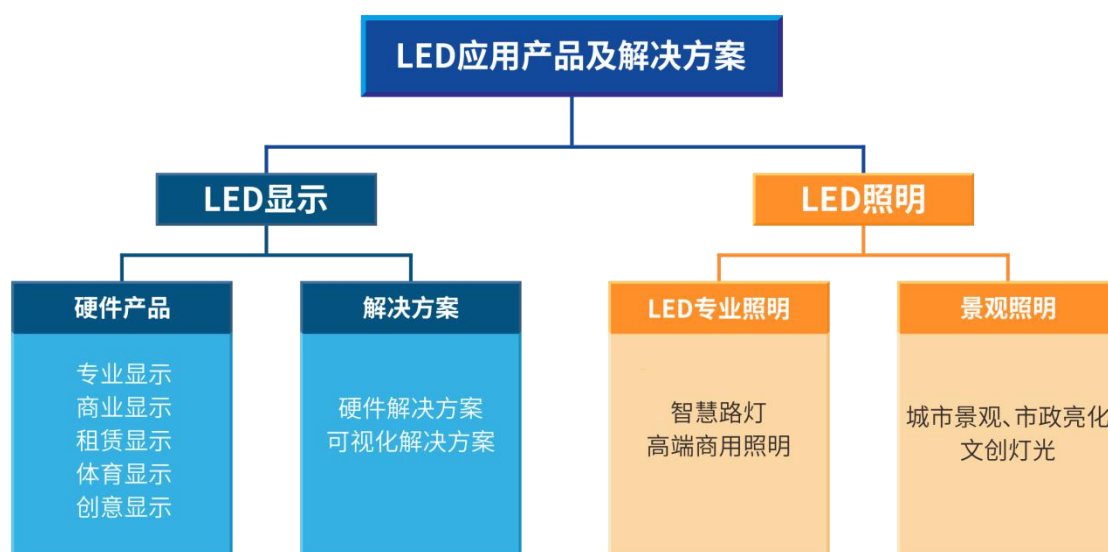 LED应用产品及解决方案
LED显示
LED照明
硬件产品
专业显示
商业显示
租赁显示
体育显示
创意显示
解决方案
硬件解决方案
可视化解决方案
LED专业照明
智慧路灯
高端商用照明
景观照明
城市景观、市政亮化
文创灯光